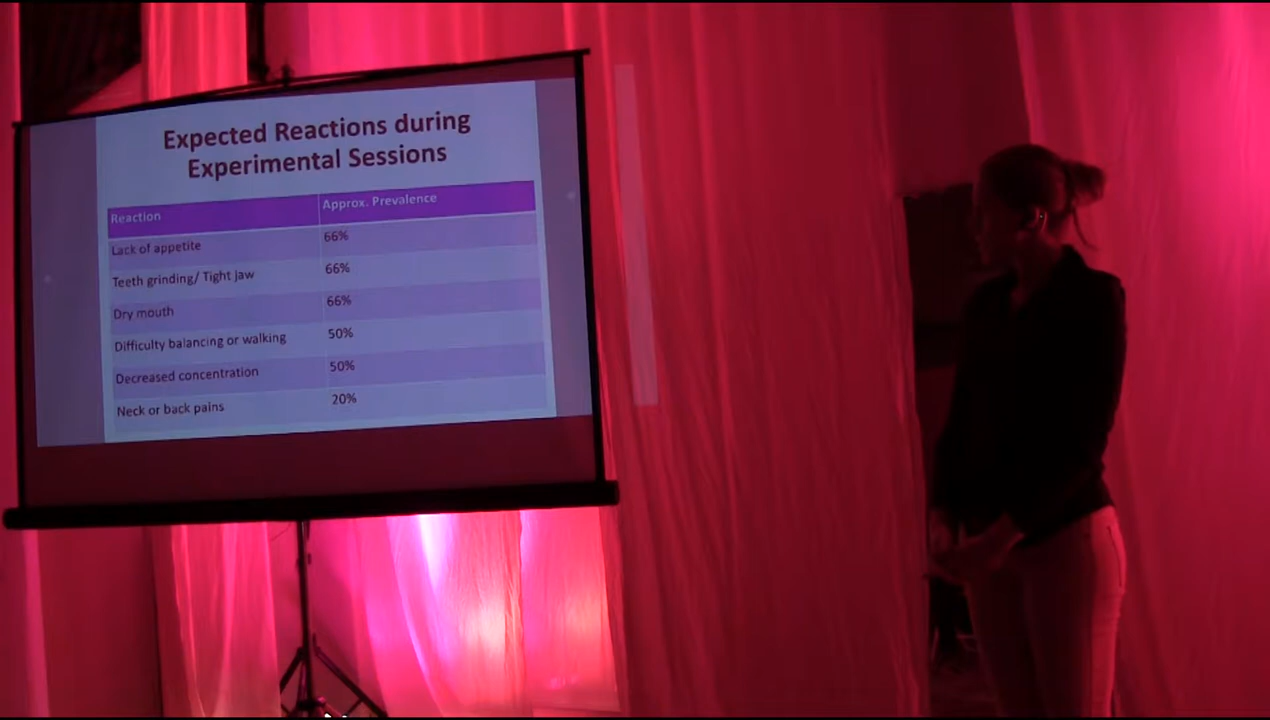 Expected Reactions during
Experimental Sessions
Reaction Approx. Prevalence
Lack of appetite 66%
Teeth grinding/ Tight jaw 66%
Dry mouth 66%
Difficulty balancing or walking 50%
Decreased concentration 50%
Neck or back pains 20%